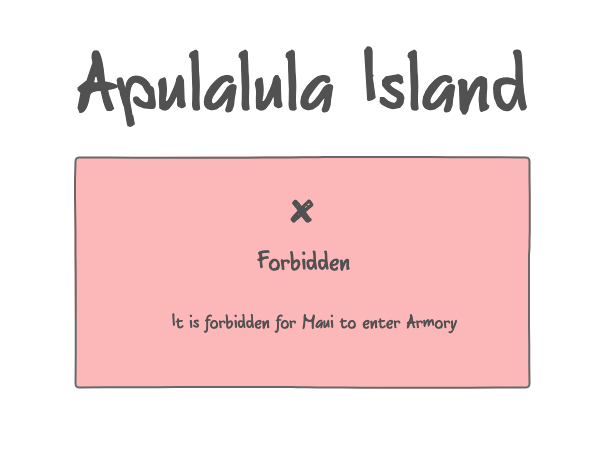 Apulalula Island
Forbidden
It is forbidden for Maui to enter Armory